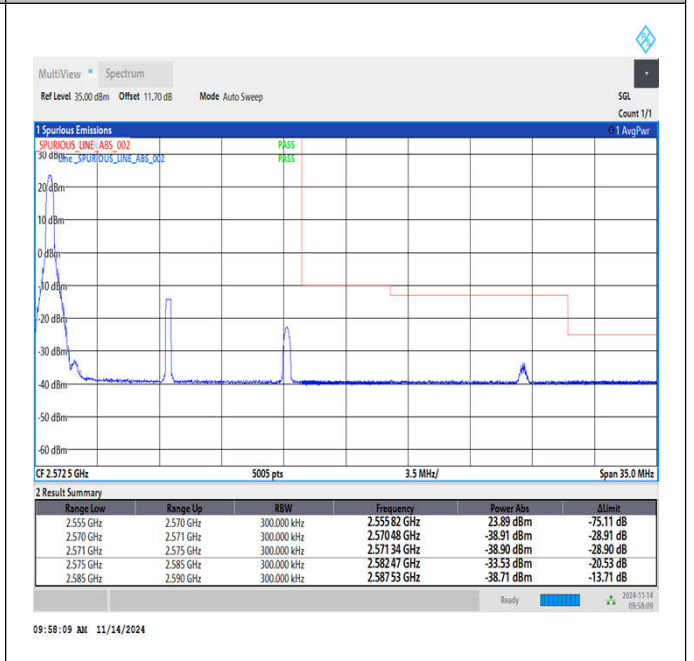 MultiView Spectrum
Ref Level 35.00 dBm Offset 11.70 dB Mode Auto Sweep SGL
Count 1/1
1 Spurious Emissions 1 AvgPwr
_SPURIOUS_LINE_ABS_002 PASS
30 dBm
Line _SPURIOUS_LINE_ABS_002 PASS
20 dBm
10 dBm
0 dBm
-10 dBm
-20 dBm
-30 dBm
-40 dBm
-50 dBm
-60 dBm
CF 2.5725 GHz 5005 pts 3.5 MHz/ Span 35.0 MHz
2 Result Summary
Range Low Range Up RBW Frequency Power Abs ΔLimit
2.555 GHz 2.570 GHz 300.000 kHz 2.55582 GHz 23.89 dBm -75.11 dB
2.570 GHz 2.571 GHz 300.000 kHz 2.57048 GHz -38.91 dBm -28.91 dB
2.571 GHz 2.575 GHz 300.000 kHz 2.57134 GHz -38.90 dBm -28.90 dB
2.575 GHz 2.585 GHz 300.000 kHz 2.58247 GHz -33.53 dBm -20.53 dB
2.585 GHz 2.590 GHz 300.000 kHz 2.58753 GHz -38.71 dBm -13.71 dB
Ready 2024-11-14
09:58:09
09:58:09 AM 11/14/2024